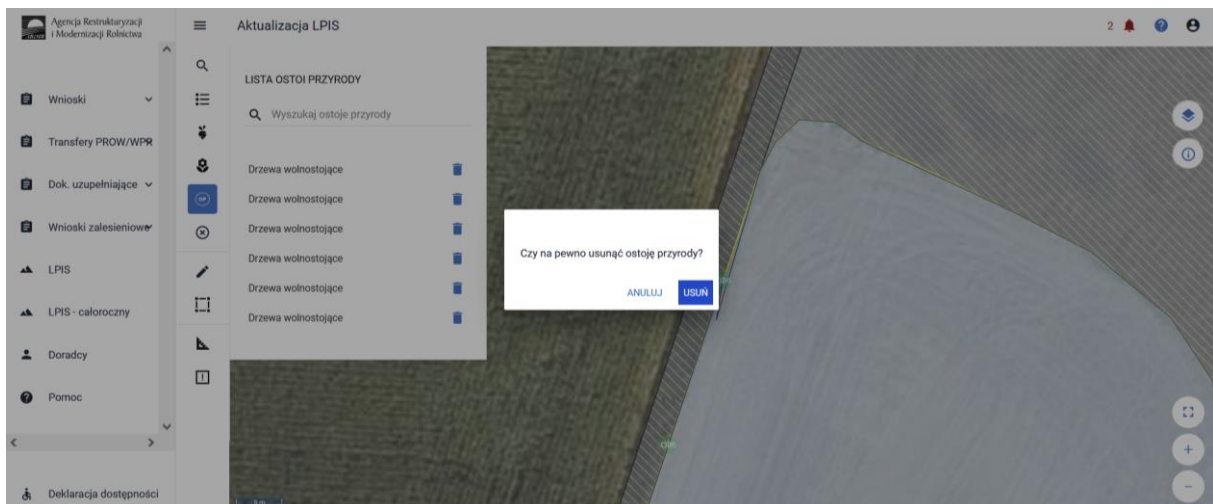 Agencja Restrukturyzacji
i Modernizacji Rolnictwa
Aktualizacja LPIS
2
Wnioski
Transfery PROW/WPR
Dok. uzupełniające
Wnioski zalesieniowe
LPIS
LPIS - całoroczny
Doradcy
Pomoc
Deklaracja dostępności
LISTA OSTOI PRZYRODY
Wyszukaj ostoje przyrody
Drzewa wolnostojące
Drzewa wolnostojące
Drzewa wolnostojące
Drzewa wolnostojące
Drzewa wolnostojące
Drzewa wolnostojące
Czy na pewno usunąć ostoję przyrody?
ANULUJ
USUŃ